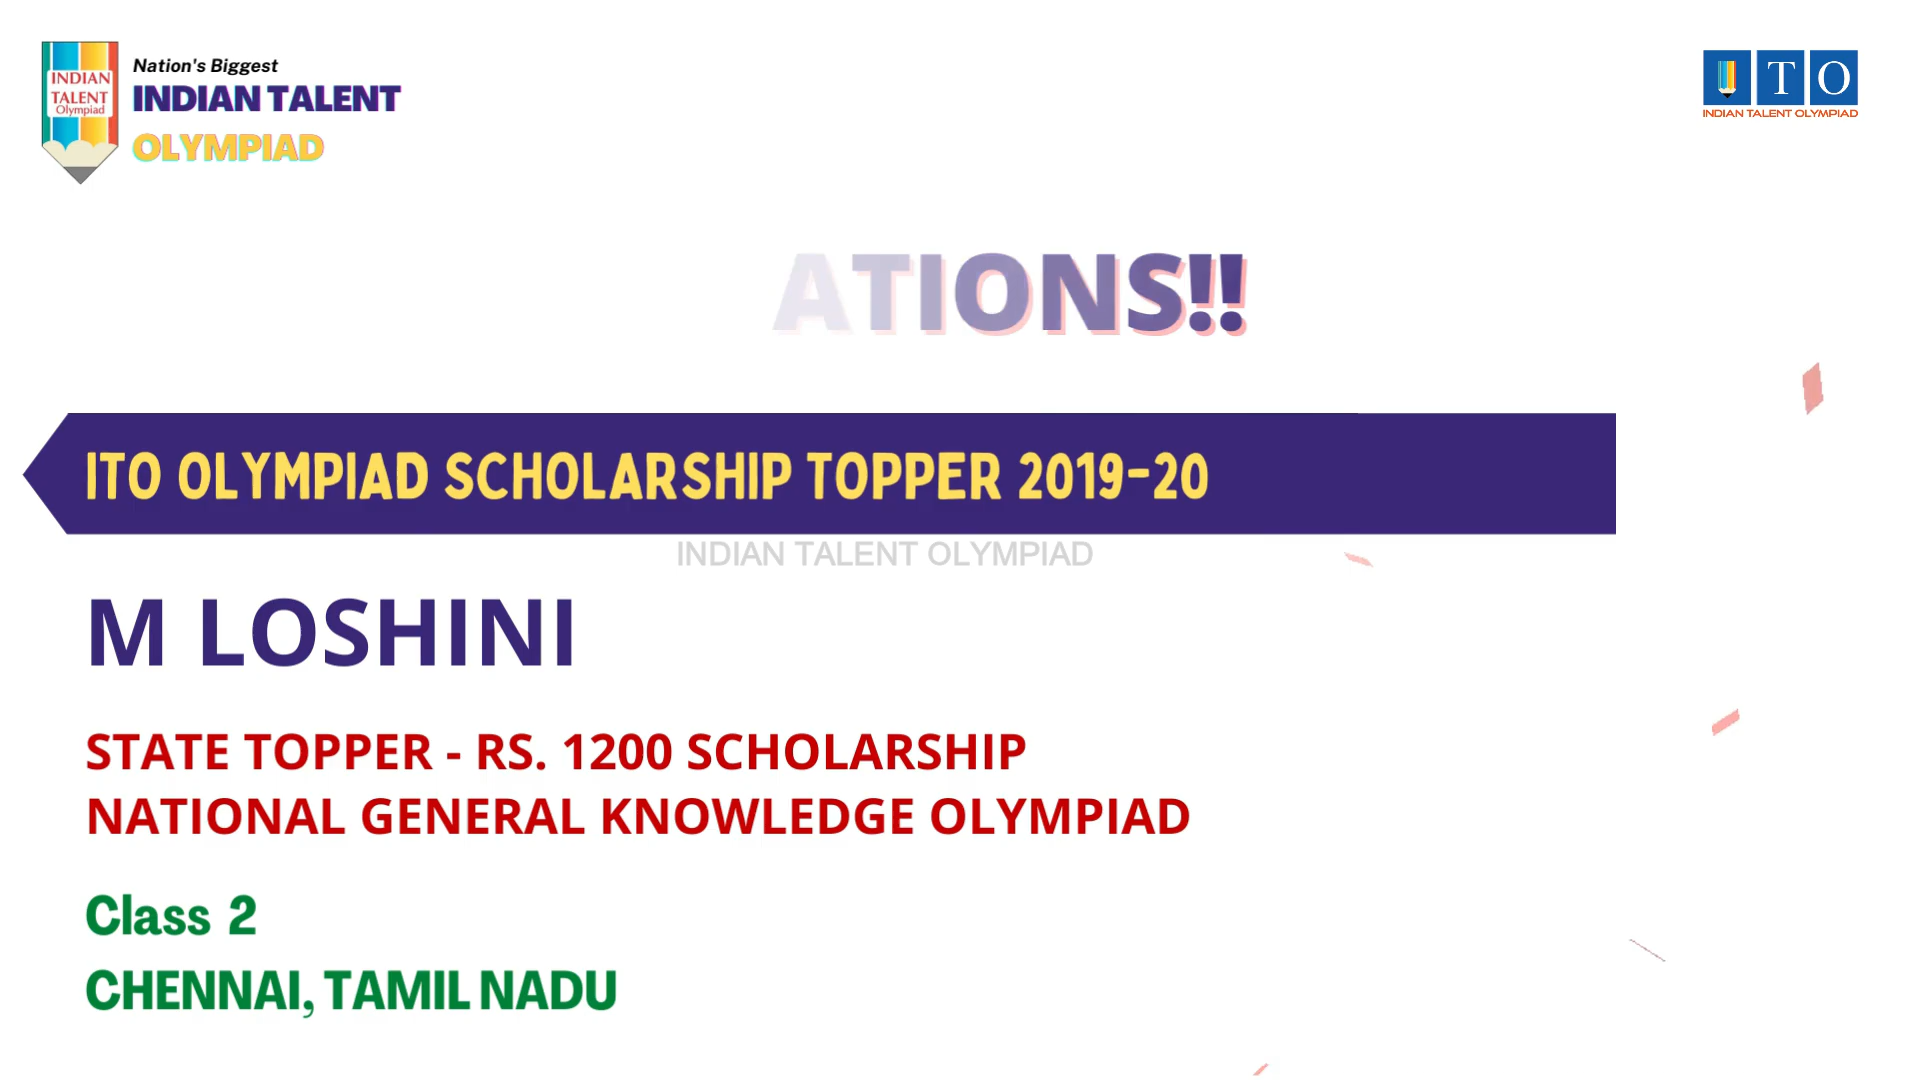 INDIAN
TALENT
Olympiad
Nation's Biggest
INDIAN TALENT
OLYMPIAD
ITO
INDIAN TALENT OLYMPIAD
ATIONS!!
ITO OLYMPIAD SCHOLARSHIP TOPPER 2019-20
INDIAN TALENT OLYMPIAD
M LOSHINI
STATE TOPPER - RS. 1200 SCHOLARSHIP
NATIONAL GENERAL KNOWLEDGE OLYMPIAD
Class 2
CHENNAI, TAMIL NADU